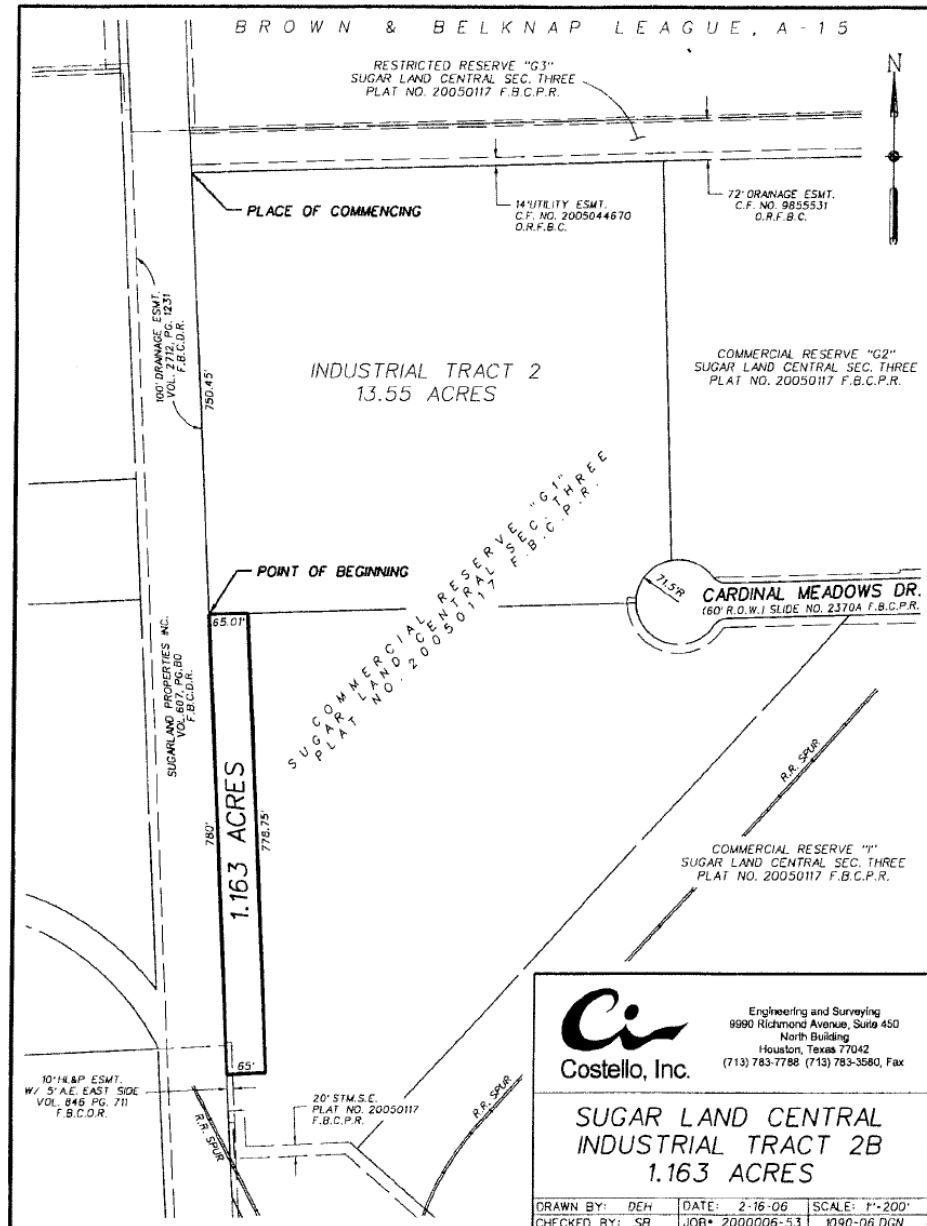 BROWN & BELKNAP LEAGUE, A-15
RESTRICTED RESERVE "G3"
SUGAR LAND CENTRAL SEC. THREE
PLAT NO. 20050117 F.B.C.P.R.
N
PLACE OF COMMENCING
14' UTILITY ESMT.
C.F. NO. 2005044670
O.R.F.B.C.
72' DRAINAGE ESMT.
C.F. NO. 9855531
O.R.F.B.C.
100' DRAINAGE ESMT.
VOL. 2712, PG. 1231
F.B.C.D.R.
750.45'
INDUSTRIAL TRACT 2
13.55 ACRES
COMMERCIAL RESERVE "G2"
SUGAR LAND CENTRAL SEC. THREE
PLAT NO. 20050117 F.B.C.P.R.
COMMERCIAL RESERVE "G1"
SUGAR LAND CENTRAL SEC. THREE
PLAT NO. 20050117 F.B.C.P.R.
POINT OF BEGINNING
71.5'R
CARDINAL MEADOWS DR.
(60' R.O.W.) SLIDE NO. 2370A F.B.C.P.R.
65.01'
SUGARLAND PROPERTIES INC.
VOL. 607, PG.80
F.B.C.D.R.
780'
1.163 ACRES
778.75'
R.R. SPUR
COMMERCIAL RESERVE "I"
SUGAR LAND CENTRAL SEC. THREE
PLAT NO. 20050117 F.B.C.P.R.
65'
10' HL&P ESMT.
W/ 5' A.E. EAST SIDE
VOL. 846 PG. 711
F.B.C.O.R.
R.R. SPUR
20' STM.S.E.
PLAT NO. 20050117
F.B.C.P.R.
R.R. SPUR
Ci
Costello, Inc.
Engineering and Surveying
9990 Richmond Avenue, Suite 450
North Building
Houston, Texas 77042
(713) 783-7788 (713) 783-3580, Fax
SUGAR LAND CENTRAL
INDUSTRIAL TRACT 2B
1.163 ACRES
DRAWN BY: DEH DATE: 2-16-06 SCALE: 1"-200'
CHECKED BY: SB JOB# 2000006-53 1090-06.DGN